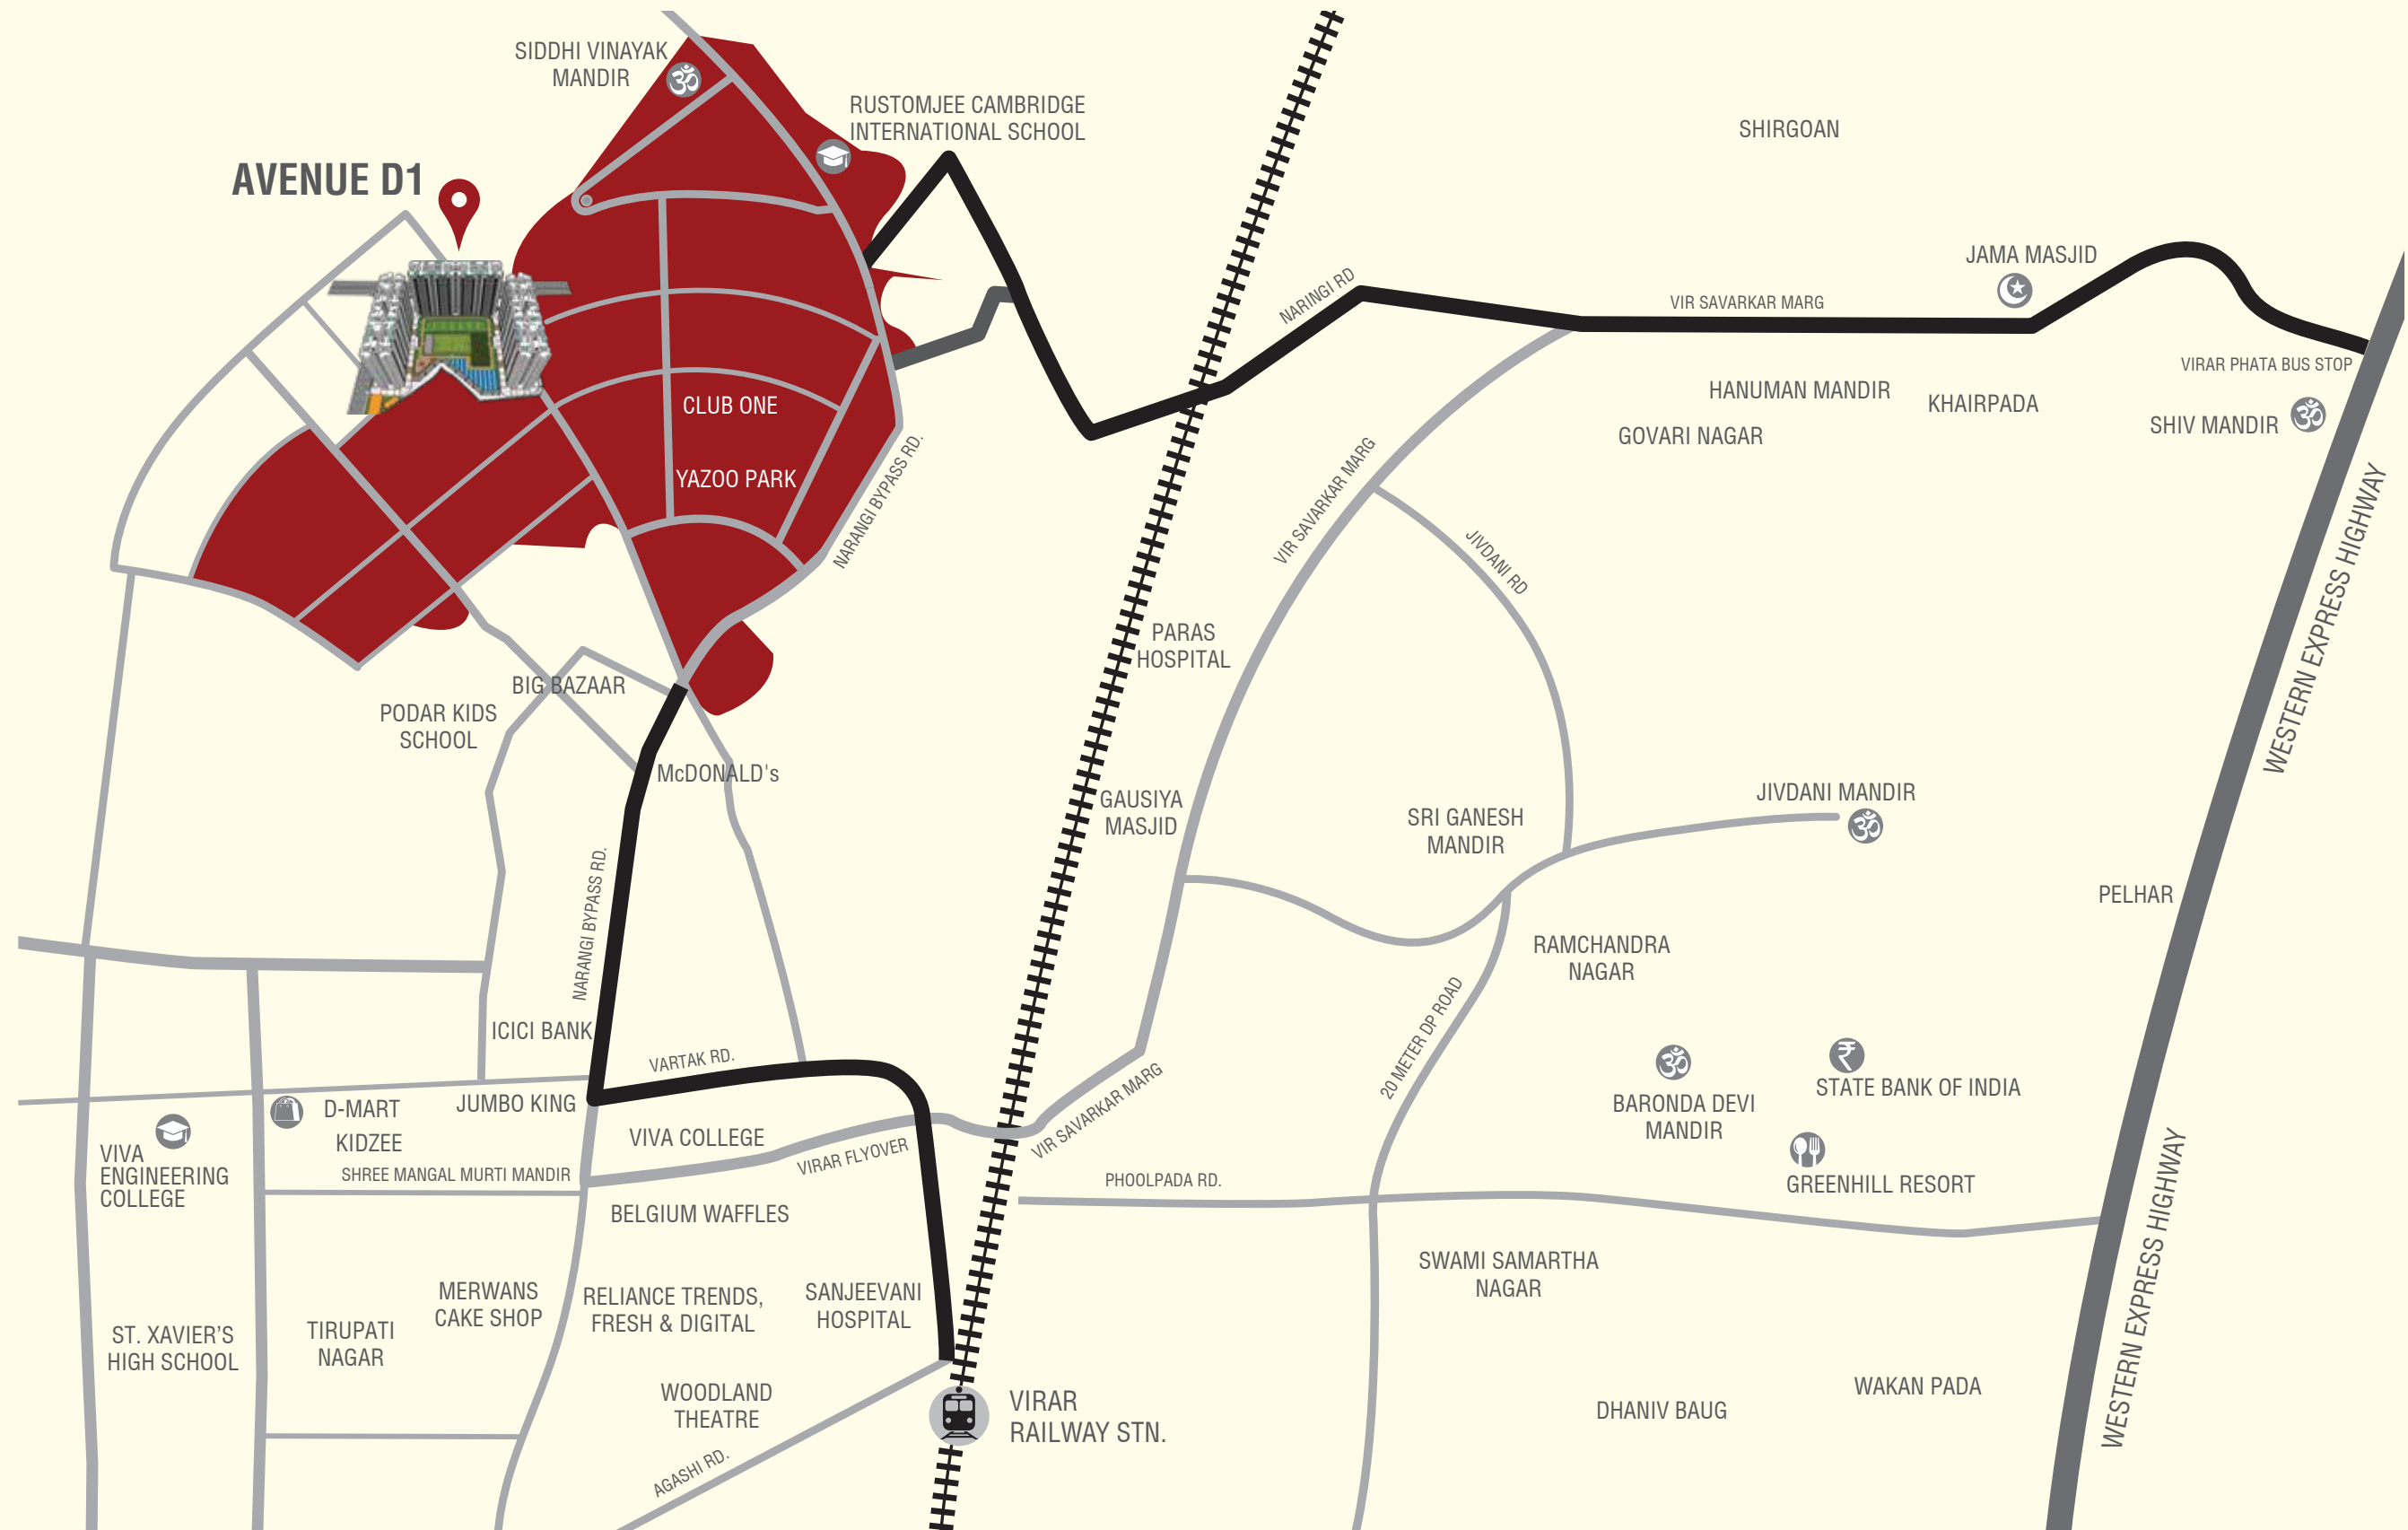 SIDDHI VINAYAK
MANDIR
RUSTOMJEE CAMBRIDGE
INTERNATIONAL SCHOOL
SHIRGOAN
AVENUE D1
JAMA MASJID
NARINGI RD
VIR SAVARKAR MARG
VIRAR PHATA BUS STOP
HANUMAN MANDIR
KHAIRPADA
CLUB ONE
SHIV MANDIR
GOVARI NAGAR
YAZOO PARK
NARANGI BYPASS RD.
VIR SAVARKAR MARG
JIVDANI RD
WESTERN EXPRESS HIGHWAY
PARAS
HOSPITAL
BIG BAZAAR
PODAR KIDS
SCHOOL
McDONALD's
GAUSIYA
MASJID
JIVDANI MANDIR
SRI GANESH
MANDIR
NARANGI BYPASS RD.
PELHAR
RAMCHANDRA
NAGAR
20 METER DP ROAD
ICICI BANK
VARTAK RD.
VIR SAVARKAR MARG
₹
STATE BANK OF INDIA
BARONDA DEVI
MANDIR
D-MART
JUMBO KING
KIDZEE
VIVA COLLEGE
VIVA
ENGINEERING
COLLEGE
SHREE MANGAL MURTI MANDIR
VIRAR FLYOVER
PHOOLPADA RD.
GREENHILL RESORT
WESTERN EXPRESS HIGHWAY
BELGIUM WAFFLES
SWAMI SAMARTHA
NAGAR
MERWANS
CAKE SHOP
RELIANCE TRENDS,
FRESH & DIGITAL
SANJEEVANI
HOSPITAL
ST. XAVIER’S
HIGH SCHOOL
TIRUPATI
NAGAR
WOODLAND
THEATRE
VIRAR
RAILWAY STN.
WAKAN PADA
DHANIV BAUG
AGASHI RD.
ॐ
ॐ
ॐ
ॐ